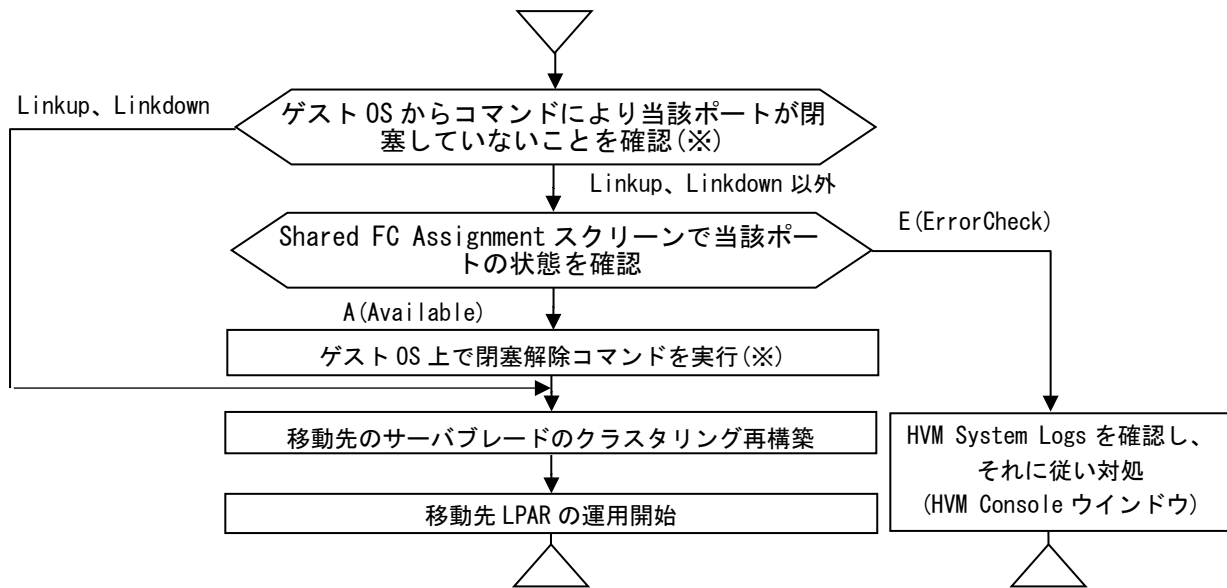 Linkup、Linkdown
ゲスト OS からコマンドにより当該ポートが閉
塞していないことを確認(※)
Linkup、Linkdown 以外
Shared FC Assignment スクリーンで当該ポー
トの状態を確認
E(ErrorCheck)
A(Available)
ゲスト OS 上で閉塞解除コマンドを実行(※)
移動先のサーバブレードのクラスタリング再構築
移動先 LPAR の運用開始
HVM System Logs を確認し、
それに従い対処
(HVM Console ウインドウ)